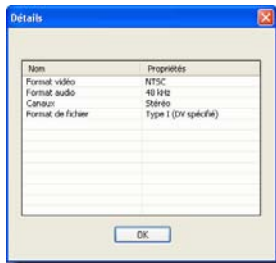 Détails
Nom Propriétés
Format vidéo NTSC
Format audio 48 kHz
Canaux Stéréo
Format de fichier Type I (DV spécifié)
OK